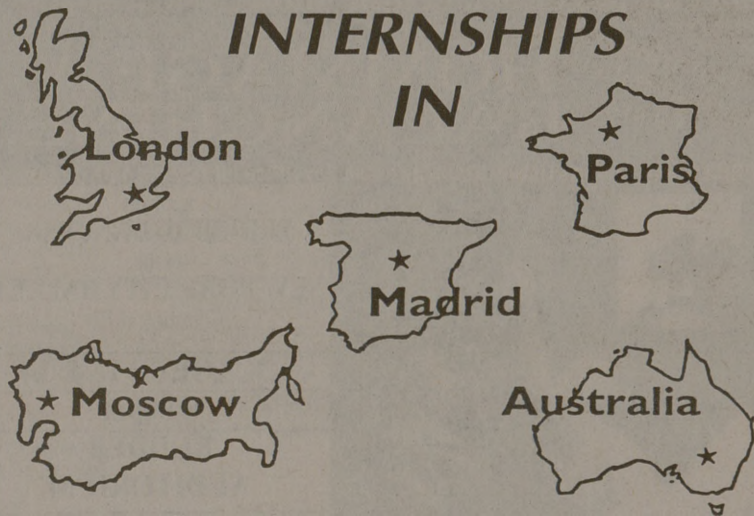 INTERNSHIPS
IN
London
Paris
Madrid
Moscow
Australia